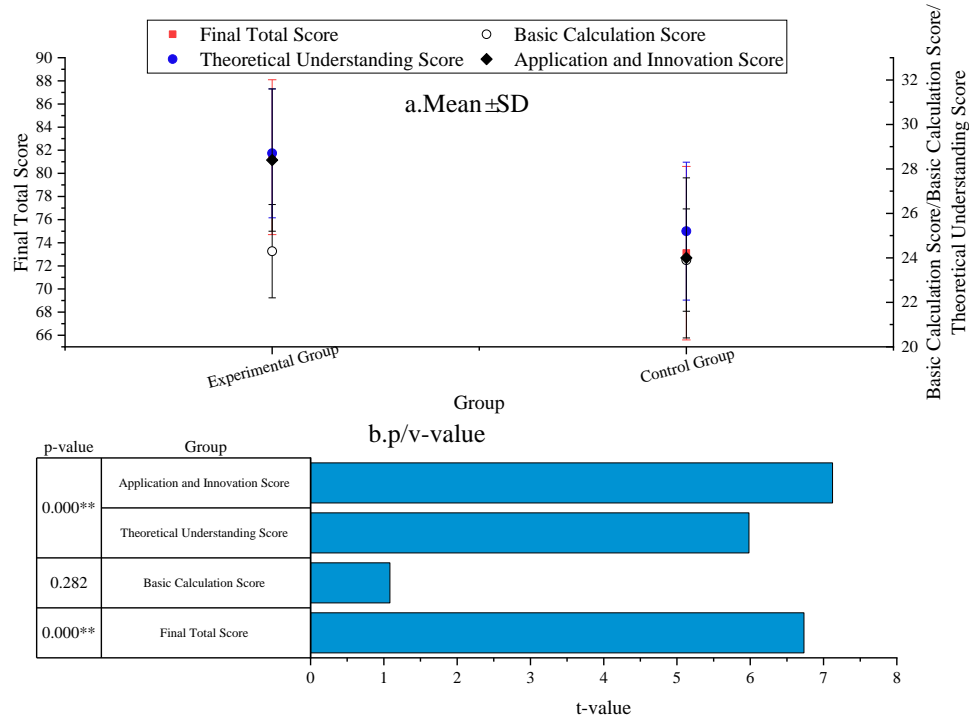 Final Total Score
Basic Calculation Score
Theoretical Understanding Score
Application and Innovation Score
a.Mean±SD
90
88
86
84
82
80
78
76
74
72
70
68
66
Final Total Score
32
30
28
26
24
22
20
Basic Calculation Score/Basic Calculation Score/
Theoretical Understanding Score
Experimental Group
Control Group
Group
b.p/v-value
p-value Group
0.000**
Application and Innovation Score
Theoretical Understanding Score
0.282 Basic Calculation Score
0.000** Final Total Score
0 1 2 3 4 5 6 7 8
t-value